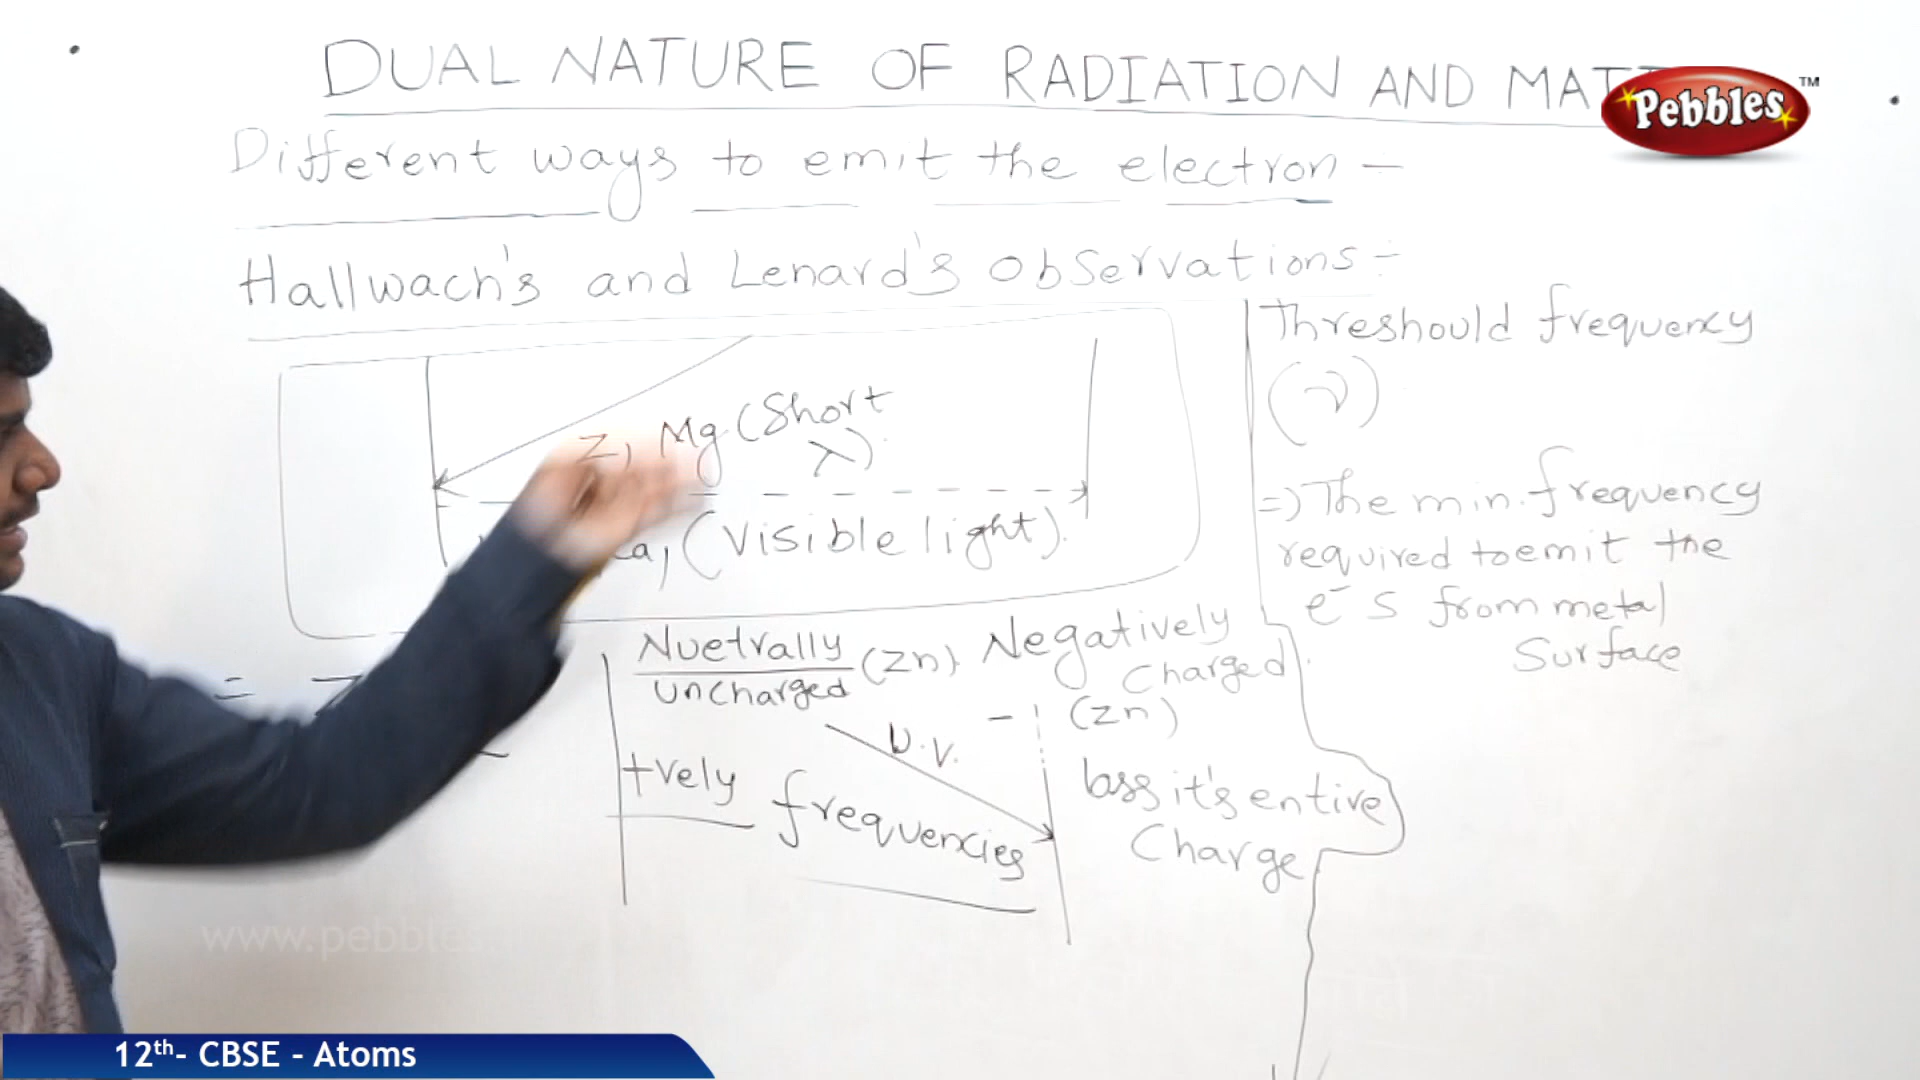 DUAL NATURE OF RADIATION AND MAT
Pebbles™
Different ways to emit the electron –
Hallwach's and Lenard's Observations –
Mg (Short
λ)
(Visible light).
Threshould frequency
(ν)
=) The min. frequency
required to emit the
e⁻s from metal
Surface
Nuetrally
uncharged
(Zn).
Negatively
Charged.
(Zn)
U.V.
+vely
frequencies
loss it's entire
Charge
www.pebbles
12th- CBSE - Atoms